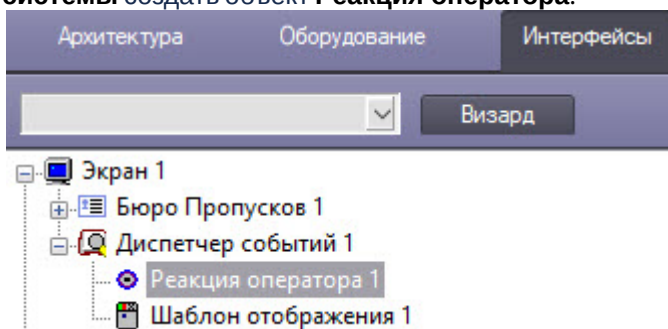 системы создать объект Реакция оператора.
Архитектура Оборудование Интерфейсы
Визард
Экран 1
Бюро Пропусков 1
Диспетчер событий 1
Реакция оператора 1
Шаблон отображения 1